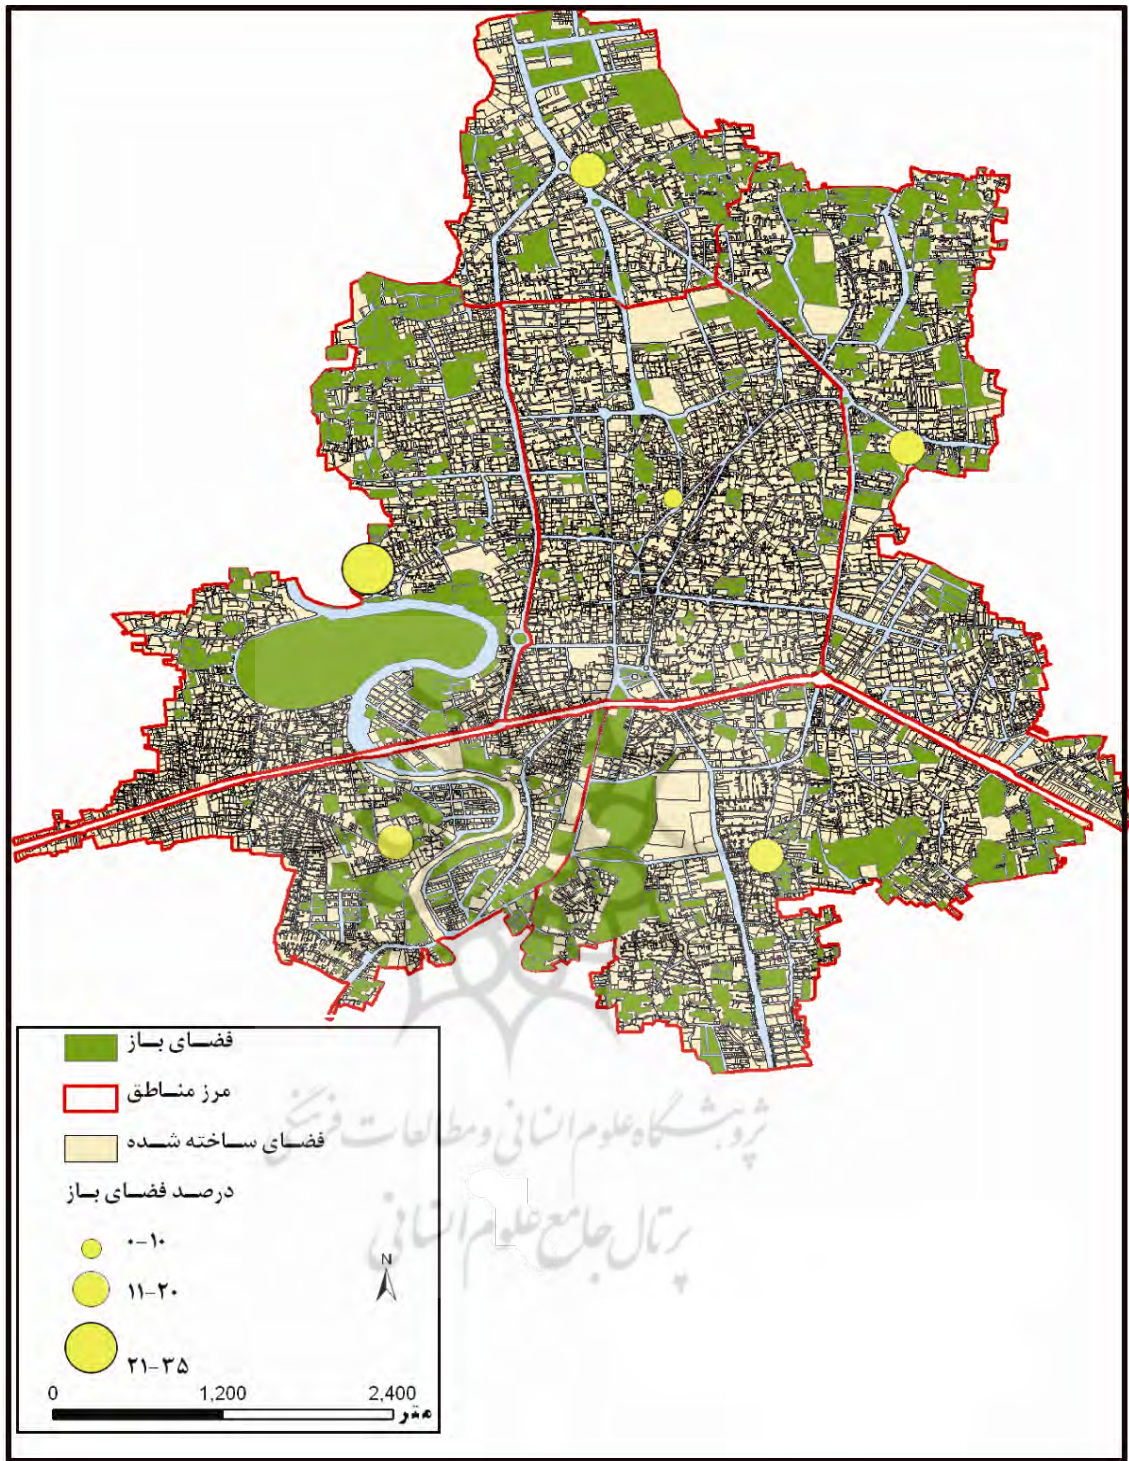 فضای باز
مرز مناطق
فضای ساخته شده
درصد فضای باز
۰-۱۰
۱۱-۲۰
۲۱-۳۵
N
0 1,200 2,400
متر
پژوهشگاه علوم انسانی و مطالعات فرهنگی
پرتال جامع علوم انسانی